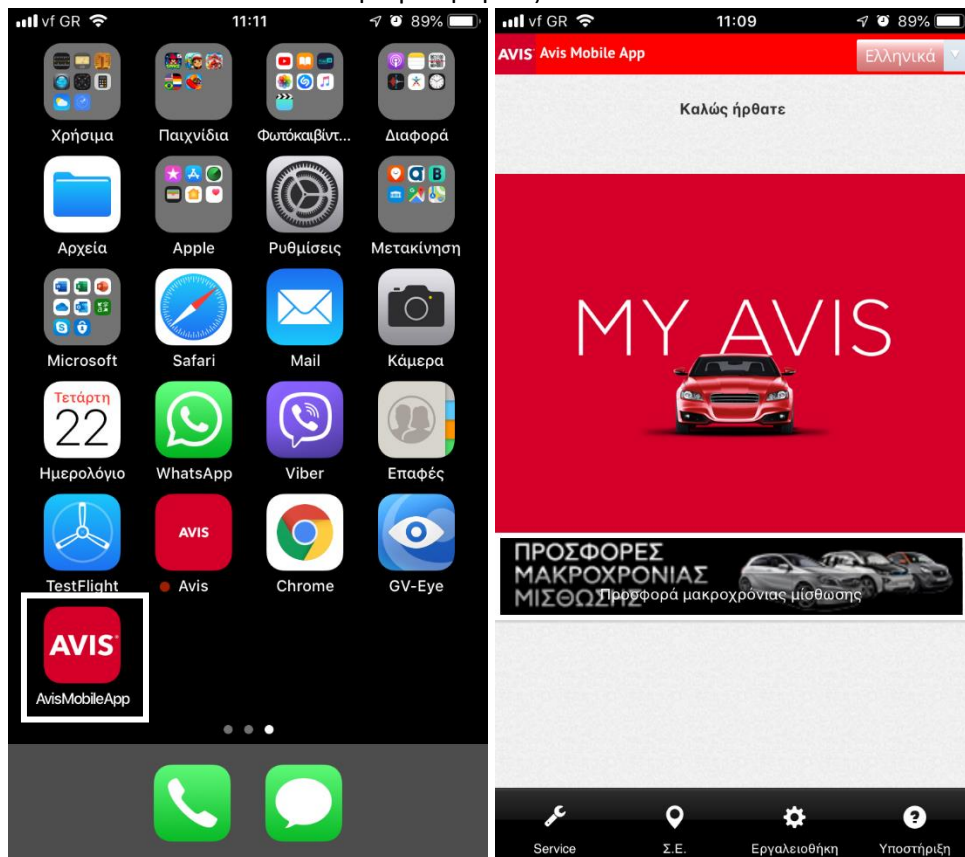 vf GR 11:11 89%
Χρήσιμα Παιχνίδια Φωτόκαιβίντ... Διαφορά
Αρχεία Apple Ρυθμίσεις Μετακίνηση
Microsoft Safari Mail Κάμερα
Τετάρτη
22
Ημερολόγιο WhatsApp Viber Επαφές
AVIS
TestFlight Avis Chrome GV-Eye
AVIS
AvisMobileApp
vf GR 11:09 89%
AVIS Avis Mobile App Ελληνικά
Καλώς ήρθατε
MY AVIS
ΠΡΟΣΦΟΡΕΣ
ΜΑΚΡΟΧΡΟΝΙΑΣ
ΜΙΣΘΩΣΗΣ
Προσφορά μακροχρόνιας μίσθωσης
Service Σ.Ε. Εργαλειοθήκη Υποστήριξη